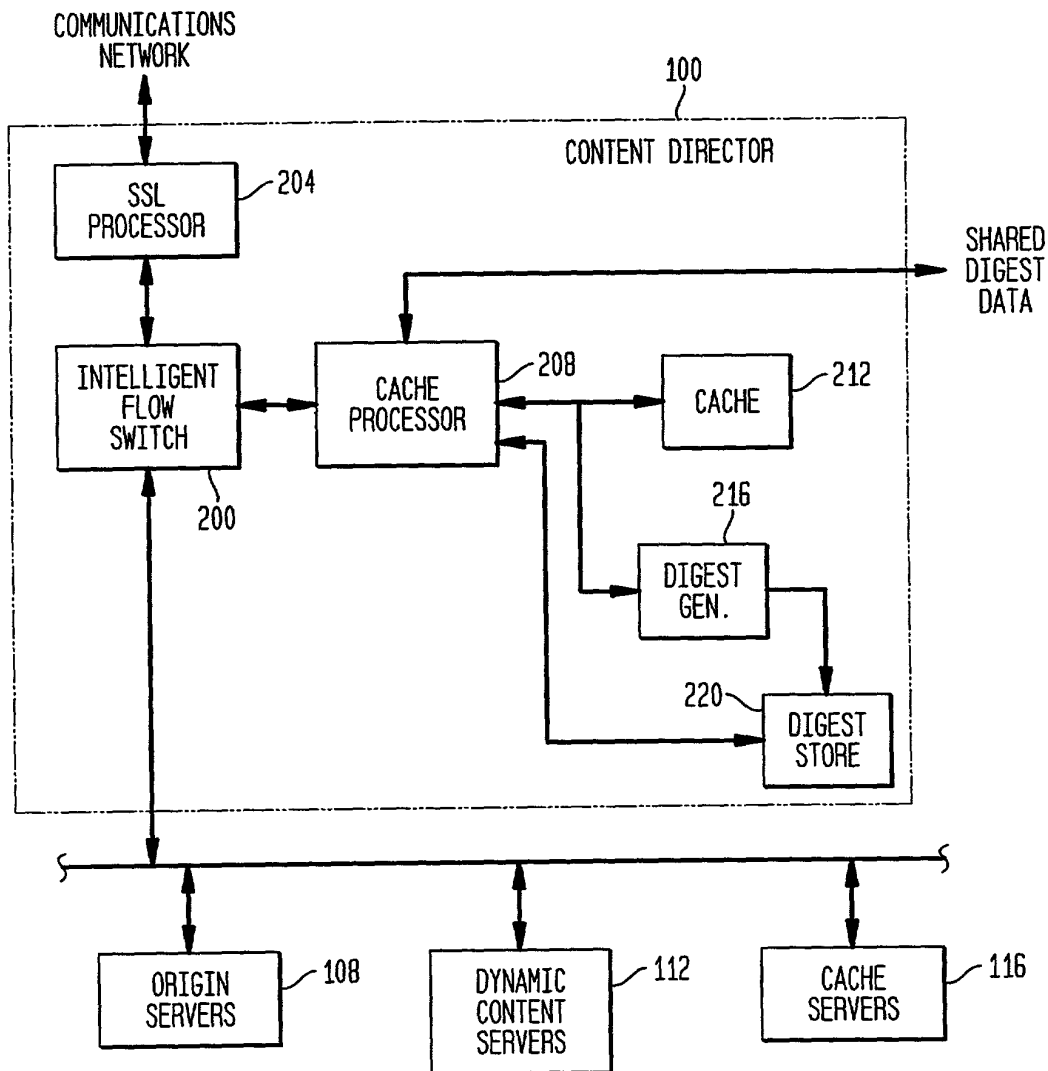 COMMUNICATIONS
NETWORK
100
CONTENT DIRECTOR
SSL
PROCESSOR
204
SHARED
DIGEST
DATA
INTELLIGENT
FLOW
SWITCH
200
CACHE
PROCESSOR
208
CACHE
212
216
DIGEST
GEN.
220
DIGEST
STORE
ORIGIN
SERVERS
108
DYNAMIC
CONTENT
SERVERS
112
CACHE
SERVERS
116